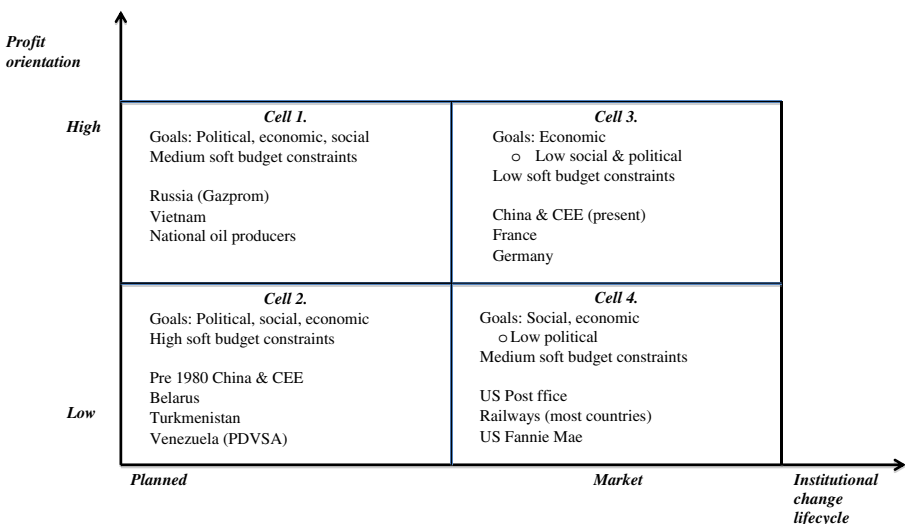 Profit
orientation
High
Cell 1.
Goals: Political, economic, social
Medium soft budget constraints
Russia (Gazprom)
Vietnam
National oil producers
Cell 3.
Goals: Economic
o Low social & political
Low soft budget constraints
China & CEE (present)
France
Germany
Cell 2.
Goals: Political, social, economic
High soft budget constraints
Pre 1980 China & CEE
Belarus
Turkmenistan
Venezuela (PDVSA)
Cell 4.
Goals: Social, economic
o Low political
Medium soft budget constraints
US Post ffice
Railways (most countries)
US Fannie Mae
Low
Planned
Market
Institutional
change
lifecycle